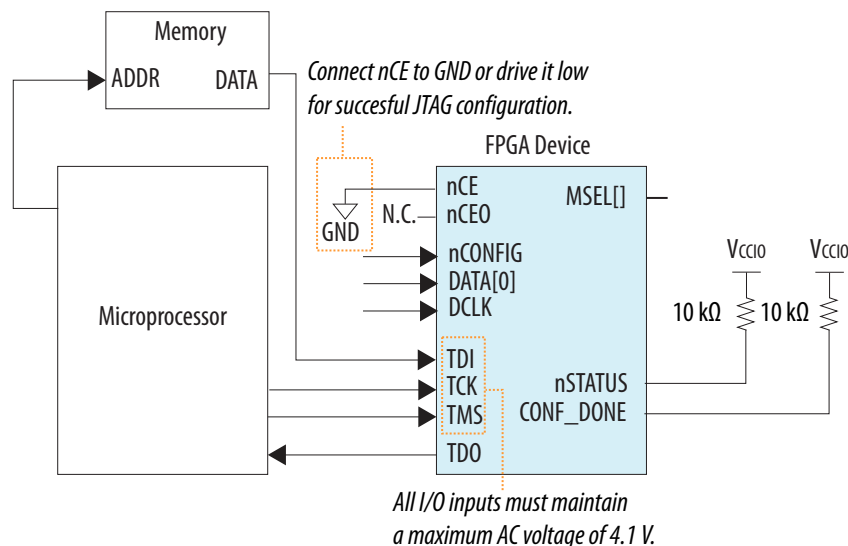 Memory
ADDR
DATA
Connect nCE to GND or drive it low
for succesful JTAG configuration.
FPGA Device
nCE
MSEL[]
N.C.
nCEO
GND
nCONFIG
DATA[0]
DCLK
VCCIO
VCCIO
10 kΩ
10 kΩ
Microprocessor
TDI
TCK
TMS
TDO
nSTATUS
CONF_DONE
All I/O inputs must maintain
a maximum AC voltage of 4.1 V.